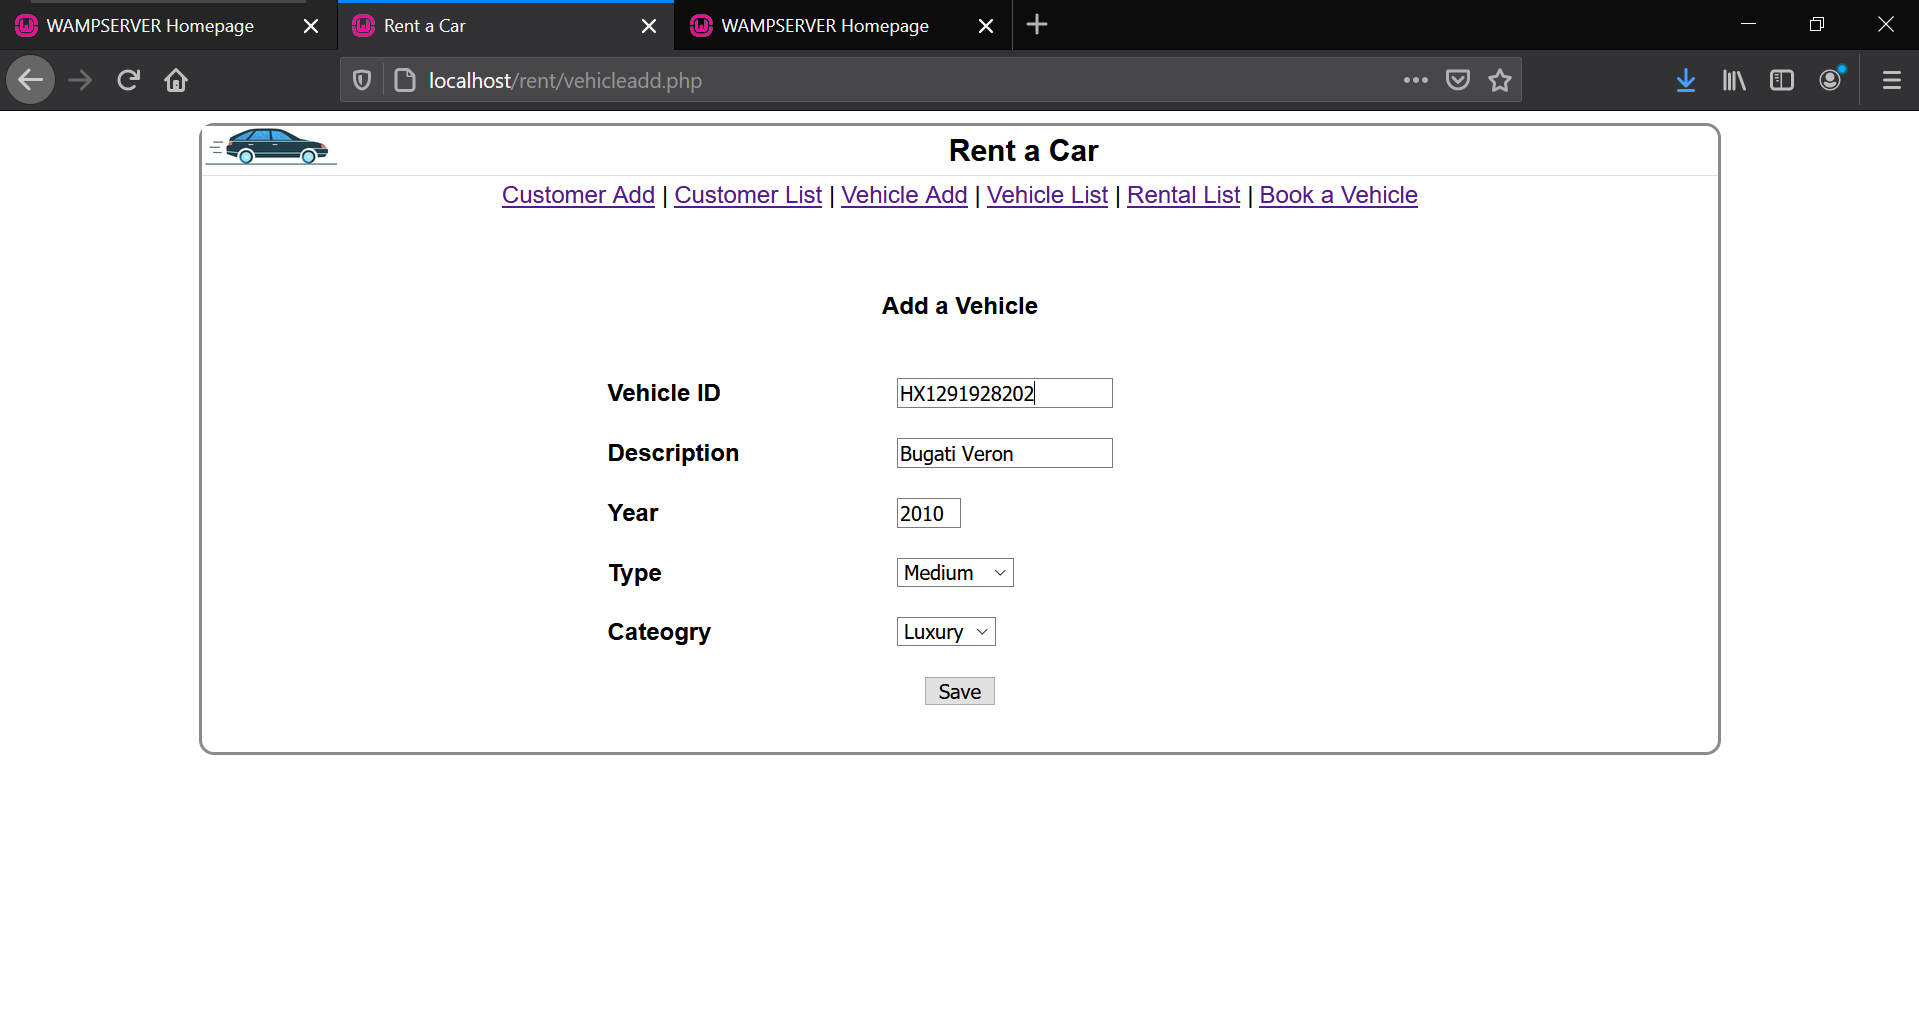 WAMPSERVER Homepage Rent a Car WAMPSERVER Homepage
localhost/rent/vehicleadd.php
Rent a Car
Customer Add | Customer List | Vehicle Add | Vehicle List | Rental List | Book a Vehicle
Add a Vehicle
Vehicle ID HX1291928202
Description Bugati Veron
Year 2010
Type Medium
Cateogry Luxury
Save